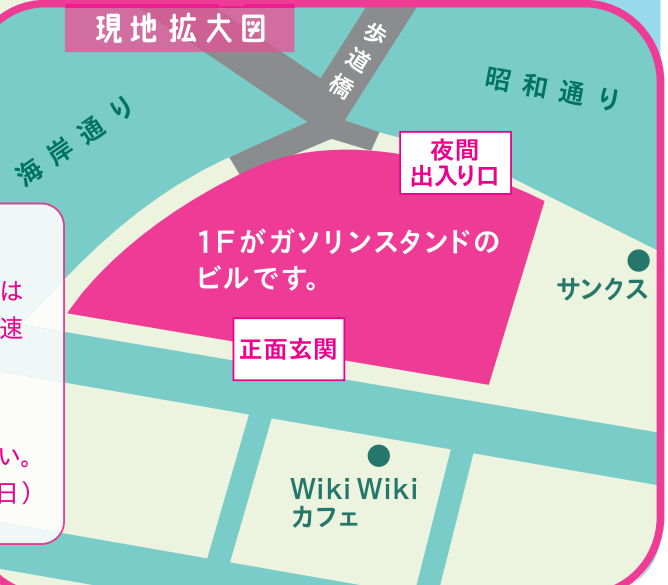 現地拡大図
歩道橋
昭和通り
海岸通り
夜間
出入り口
1Fがガソリンスタンドの
ビルです。
サンクス
は
速
正面玄関
い。
日）
Wiki Wiki
カフェ